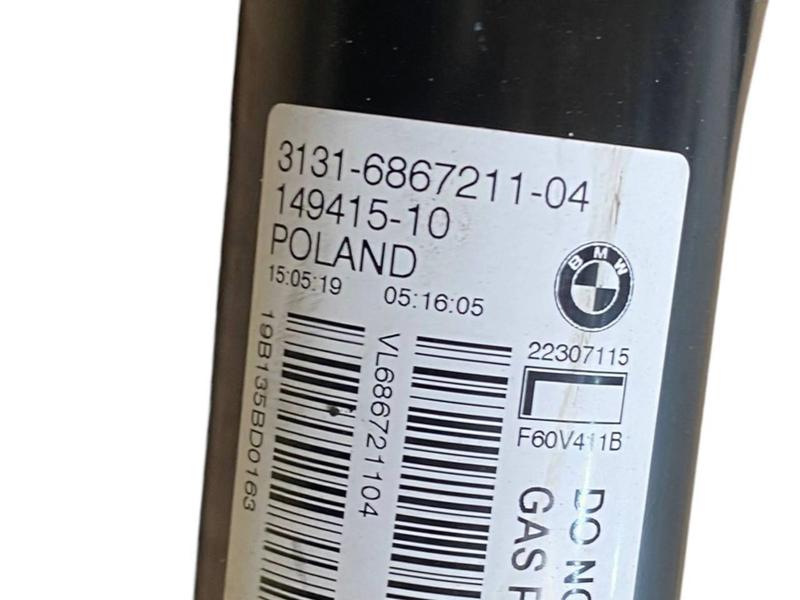 3131-6867211-04
149415-10
POLAND
15:05:19 05:16:05
BMW
22307115
F60V411B
19B135BD0163
VL686721104
DO NO
GAS